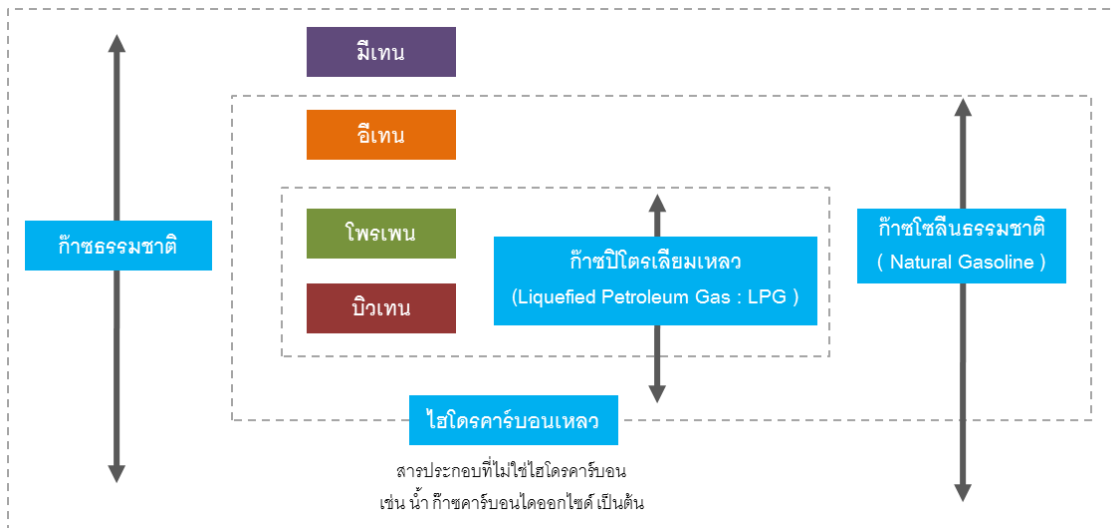 มีเทน
อีเทน
ก๊าซธรรมชาติ
โพรเพน
บิวเทน
ก๊าซปิโตรเลียมเหลว
(Liquefied Petroleum Gas : LPG )
ก๊าซโซลีนธรรมชาติ
( Natural Gasoline )
ไฮโดรคาร์บอนเหลว
สารประกอบที่ไม่ใช่ไฮโดรคาร์บอน
เช่น น้ำ ก๊าซคาร์บอนไดออกไซด์ เป็นต้น